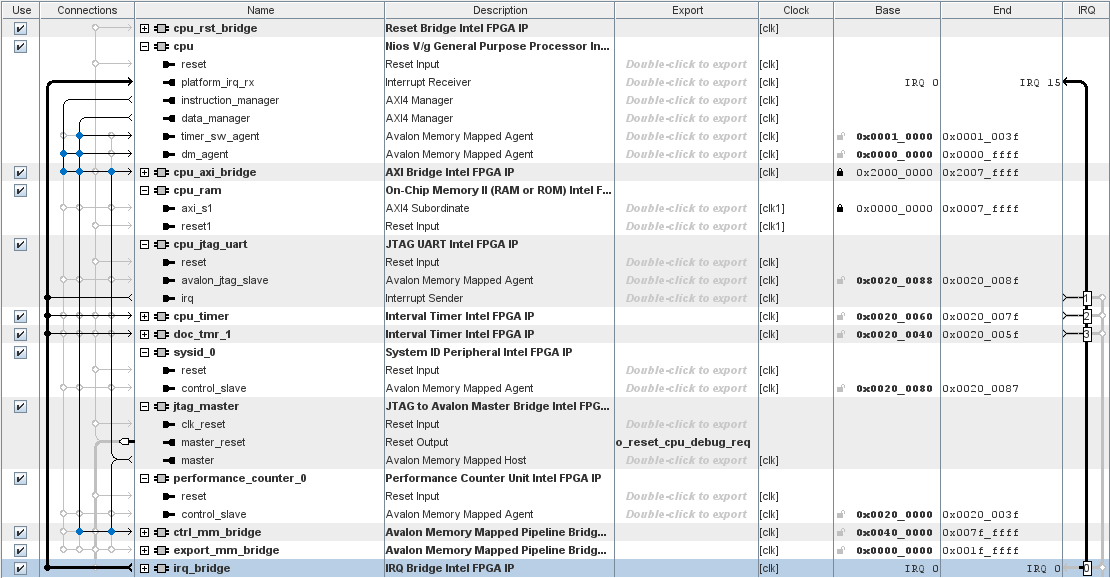 Use Connections Name Description Export Clock Base End IRQ
cpu_rst_bridge Reset Bridge Intel FPGA IP [clk]
cpu Nios V/g General Purpose Processor In...
reset Reset Input Double-click to export [clk]
platform_irq_rx Interrupt Receiver Double-click to export [clk] IRQ 0 IRQ 15
instruction_manager AXI4 Manager Double-click to export [clk]
data_manager AXI4 Manager Double-click to export [clk]
timer_sw_agent Avalon Memory Mapped Agent Double-click to export [clk] 0x0001_0000 0x0001_003f
dm_agent Avalon Memory Mapped Agent Double-click to export [clk] 0x0000_0000 0x0000_ffff
cpu_axi_bridge AXI Bridge Intel FPGA IP [clk] 0x2000_0000 0x2007_ffff
cpu_ram On-Chip Memory II (RAM or ROM) Intel F...
axi_s1 AXI4 Subordinate Double-click to export [clk1] 0x0000_0000 0x0007_ffff
reset1 Reset Input Double-click to export [clk1]
cpu_jtag_uart JTAG UART Intel FPGA IP
reset Reset Input Double-click to export [clk]
avalon_jtag_slave Avalon Memory Mapped Agent Double-click to export [clk] 0x0020_0088 0x0020_008f
irq Interrupt Sender Double-click to export [clk] 1
cpu_timer Interval Timer Intel FPGA IP [clk] 0x0020_0060 0x0020_007f 2
doc_tmr_1 Interval Timer Intel FPGA IP [clk] 0x0020_0040 0x0020_005f 3
sysid_0 System ID Peripheral Intel FPGA IP
reset Reset Input Double-click to export [clk]
control_slave Avalon Memory Mapped Agent Double-click to export [clk] 0x0020_0080 0x0020_0087
jtag_master JTAG to Avalon Master Bridge Intel FPG...
clk_reset Reset Input Double-click to export
master_reset Reset Output o_reset_cpu_debug_req
master Avalon Memory Mapped Host Double-click to export [clk]
performance_counter_0 Performance Counter Unit Intel FPGA IP
reset Reset Input Double-click to export [clk]
control_slave Avalon Memory Mapped Agent Double-click to export [clk] 0x0020_0000 0x0020_003f
ctrl_mm_bridge Avalon Memory Mapped Pipeline Bridg... [clk] 0x0040_0000 0x007f_ffff
export_mm_bridge Avalon Memory Mapped Pipeline Bridg... [clk] 0x0000_0000 0x001f_ffff
irq_bridge IRQ Bridge Intel FPGA IP [clk] IRQ 0 IRQ 0 0